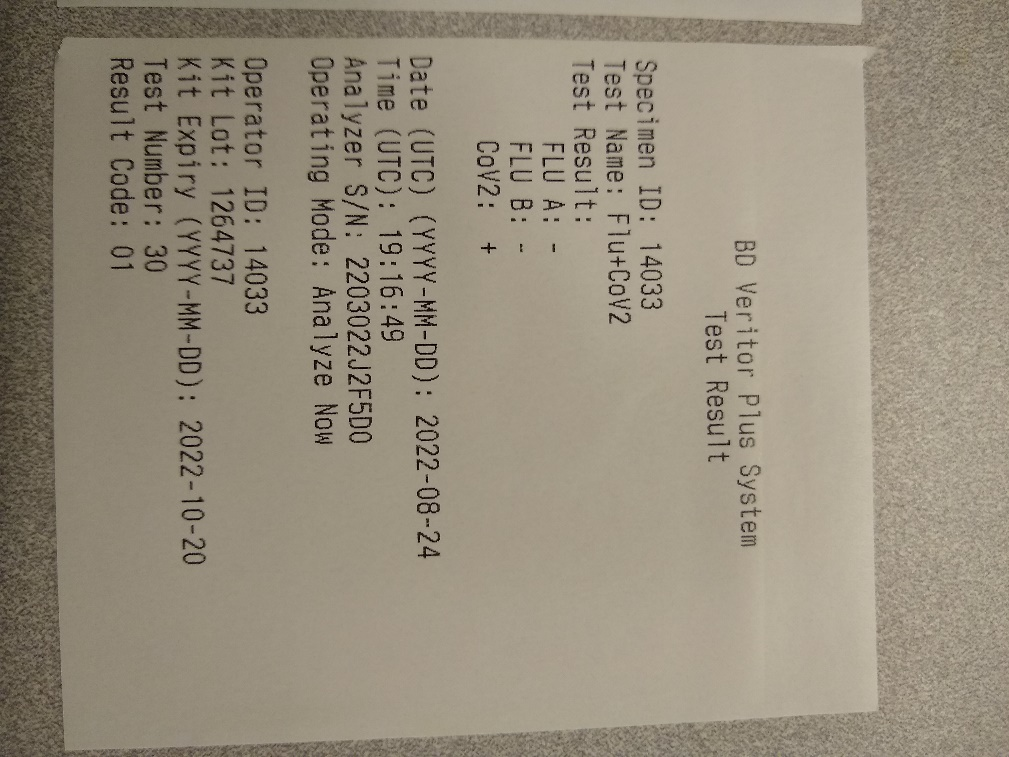 BD Veritor Plus System
Test Result
Specimen ID: 14033
Test Name: Flu+CoV2
Test Result:
FLU A: -
FLU B: -
CoV2: +
Date (UTC) (YYYY-MM-DD): 2022-08-24
Time (UTC): 19:16:49
Analyzer S/N: 2203022J2F5D0
Operating Mode: Analyze Now
Operator ID: 14033
Kit Lot: 1264737
Kit Expiry (YYYY-MM-DD): 2022-10-20
Test Number: 30
Result Code: 01